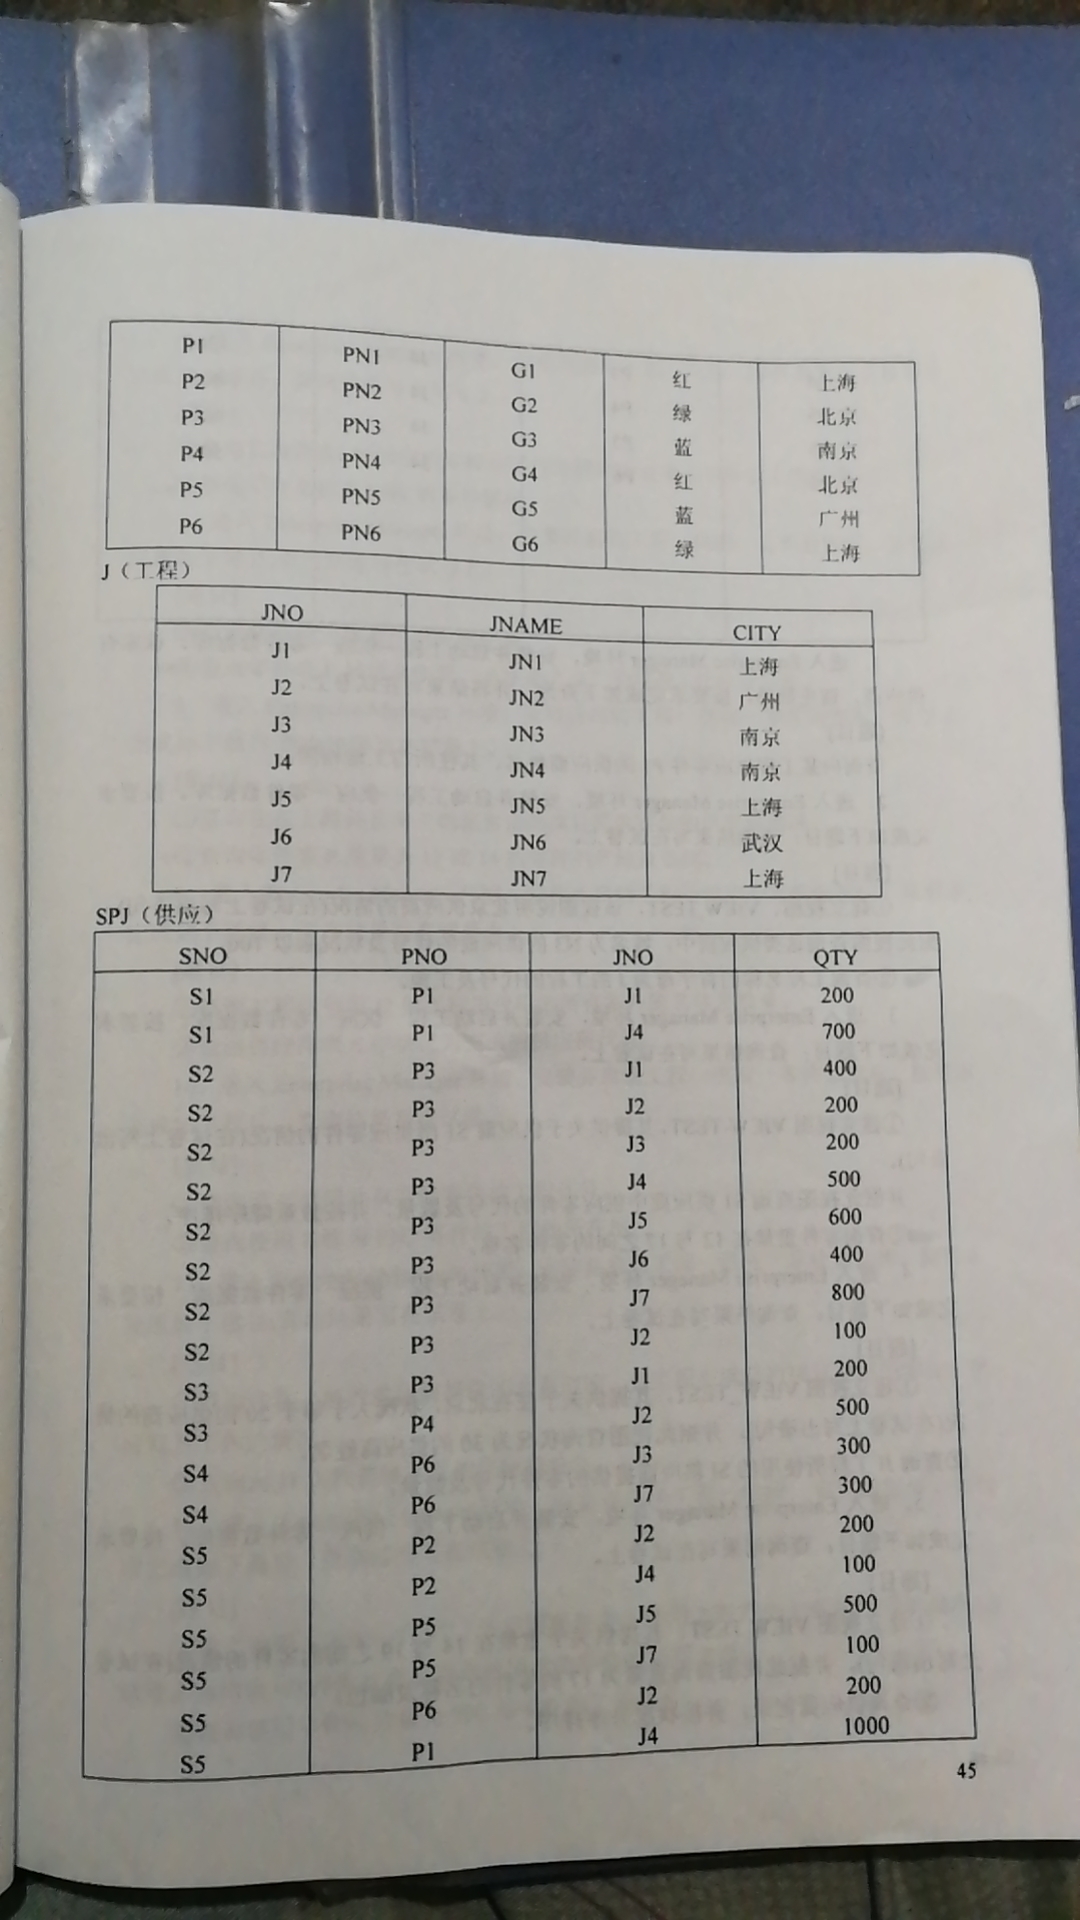 P1 PN1 G1 红 上海
P2 PN2 G2 绿 北京
P3 PN3 G3 蓝 南京
P4 PN4 G4 红 北京
P5 PN5 G5 蓝 广州
P6 PN6 G6 绿 上海
J（工程）
JNO JNAME CITY
J1 JN1 上海
J2 JN2 广州
J3 JN3 南京
J4 JN4 南京
J5 JN5 上海
J6 JN6 武汉
J7 JN7 上海
SPJ（供应）
SNO PNO JNO QTY
S1 P1 J1 200
S1 P1 J4 700
S2 P3 J1 400
S2 P3 J2 200
S2 P3 J3 200
S2 P3 J4 500
S2 P3 J5 600
S2 P3 J6 400
S2 P3 J7 800
S2 P3 J2 100
S3 P3 J1 200
S3 P4 J2 500
S4 P6 J3 300
S4 P6 J7 300
S5 P2 J2 200
S5 P2 J4 100
S5 P5 J5 500
S5 P5 J7 100
S5 P6 J2 200
S5 P1 J4 1000
45